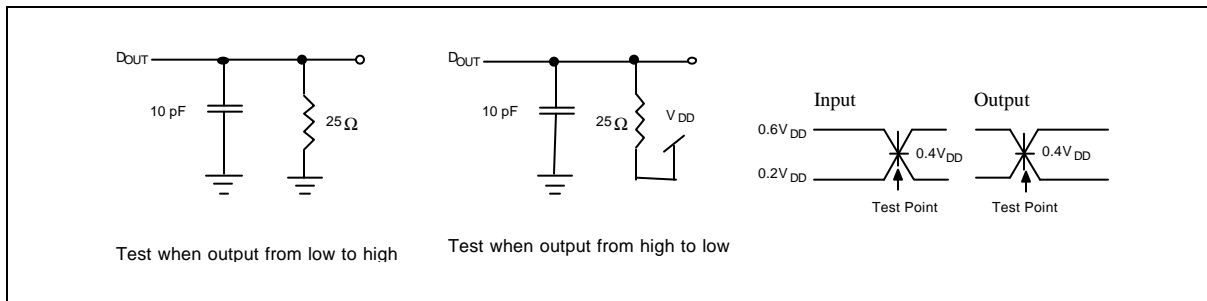 DOUT
10 pF
25Ω
Test when output from low to high
DOUT
10 pF
25Ω
VDD
Test when output from high to low
Input
Output
0.6VDD
0.4VDD
0.4VDD
0.2VDD
Test Point
Test Point